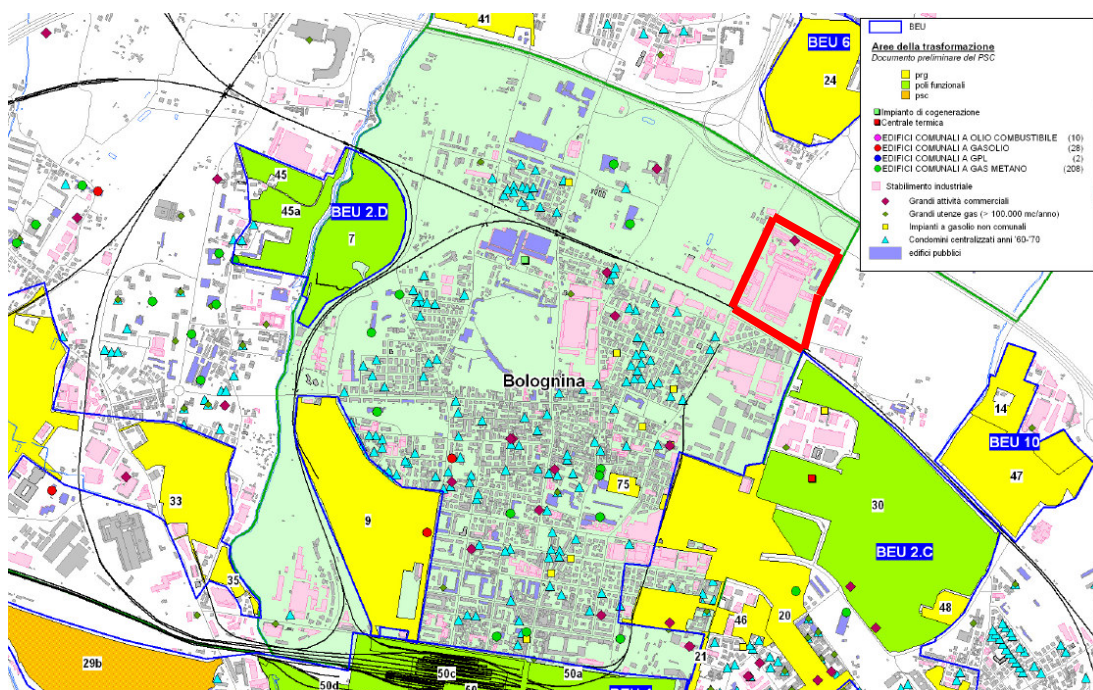 41
BEU 6
24
BEU
Aree della trasformazione
Documento preliminare del PSC
prg
poli funzionali
psc
Impianto di cogenerazione
Centrale termica
EDIFICI COMUNALI A OLIO COMBUSTIBILE (10)
EDIFICI COMUNALI A GASOLIO (28)
EDIFICI COMUNALI A GPL (2)
EDIFICI COMUNALI A GAS METANO (208)
Stabilimento industriale
Grandi attività commerciali
Grandi utenze gas (> 100.000 mc/anno)
Impianti a gasolio non comunali
Condomini centralizzati anni '60-'70
edifici pubblici
45
45a
BEU 2.D
7
Bolognina
14
BEU 10
47
33
9
75
30
BEU 2.C
35
48
46
20
21
29b
50c
50a
50d